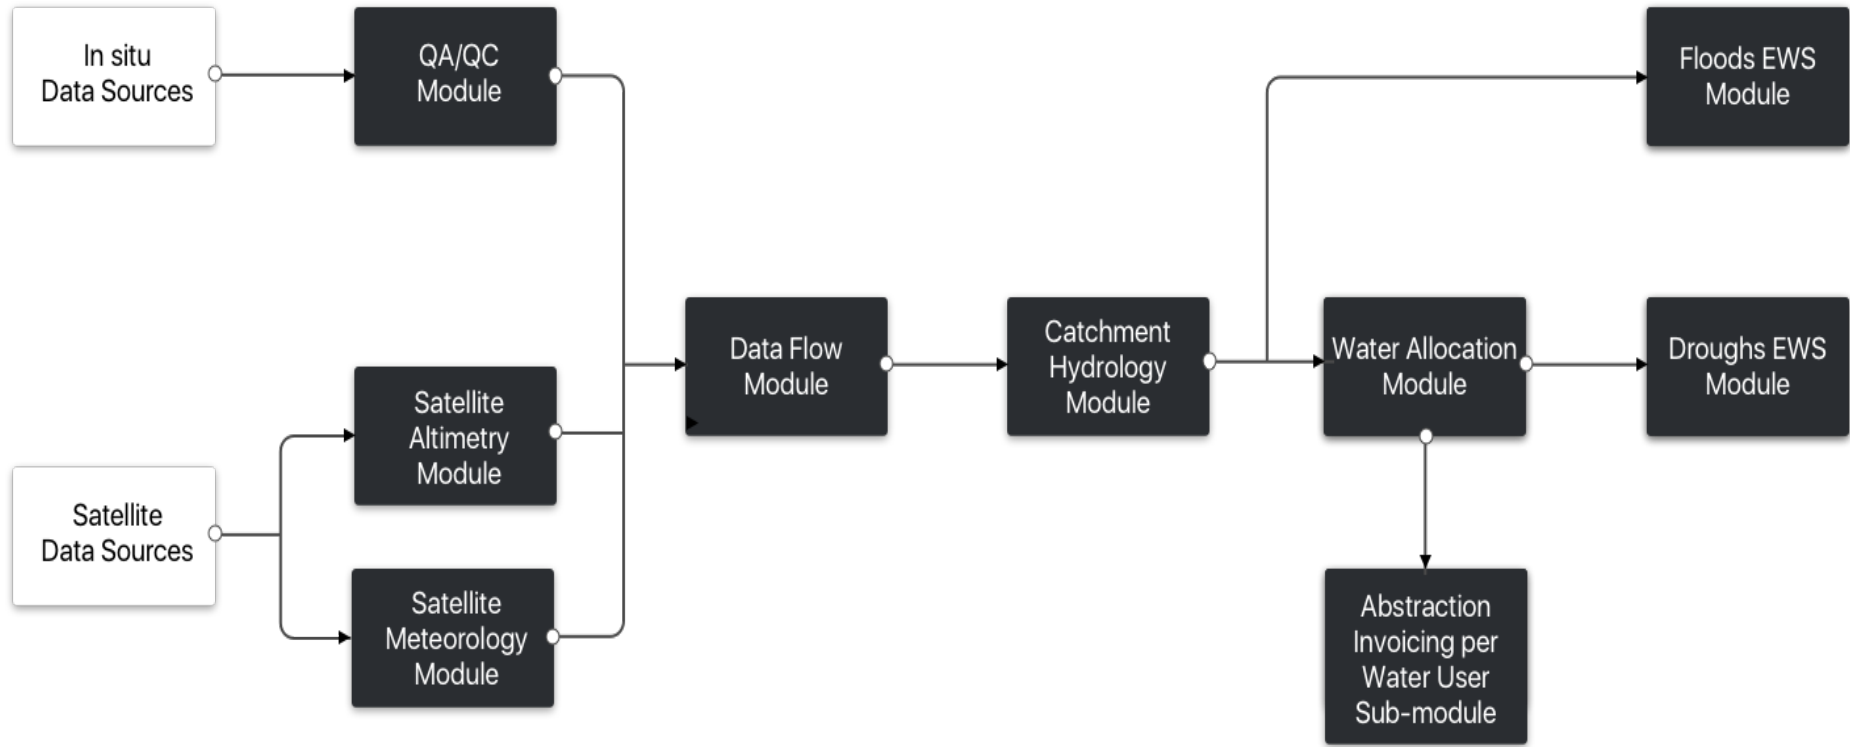 In situ
Data Sources
QA/QC
Module
Floods EWS
Module
Data Flow
Module
Catchment
Hydrology
Module
Water Allocation
Module
Droughs EWS
Module
Satellite
Altimetry
Module
Satellite
Data Sources
Satellite
Meteorology
Module
Abstraction
Invoicing per
Water User
Sub-module